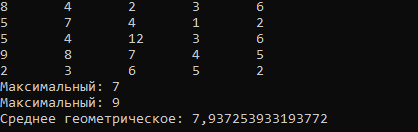 8 4 2 3 6
5 7 4 1 2
5 4 12 3 6
9 8 7 4 5
2 3 6 5 2
Максимальный: 7
Максимальный: 9
Среднее геометрическое: 7,937253933193772